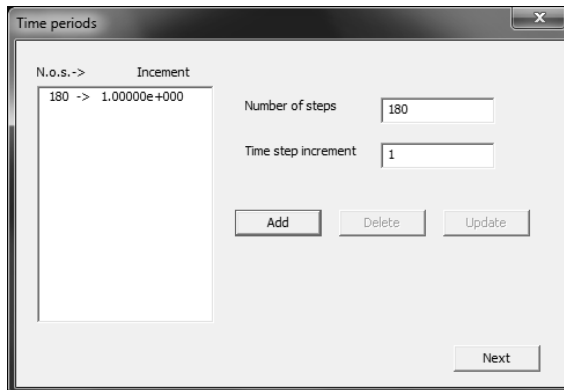 Time periods
X
N.o.s.-> Incement
180 -> 1.00000e+000
Number of steps 180
Time step increment 1
Add Delete Update
Next